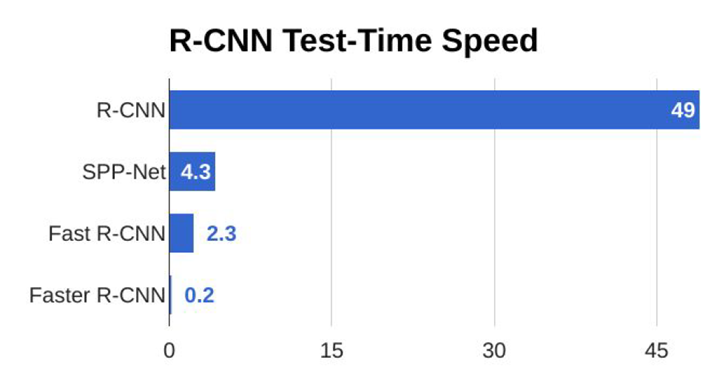 R-CNN Test-Time Speed
R-CNN 49
SPP-Net 4.3
Fast R-CNN 2.3
Faster R-CNN 0.2
0 15 30 45